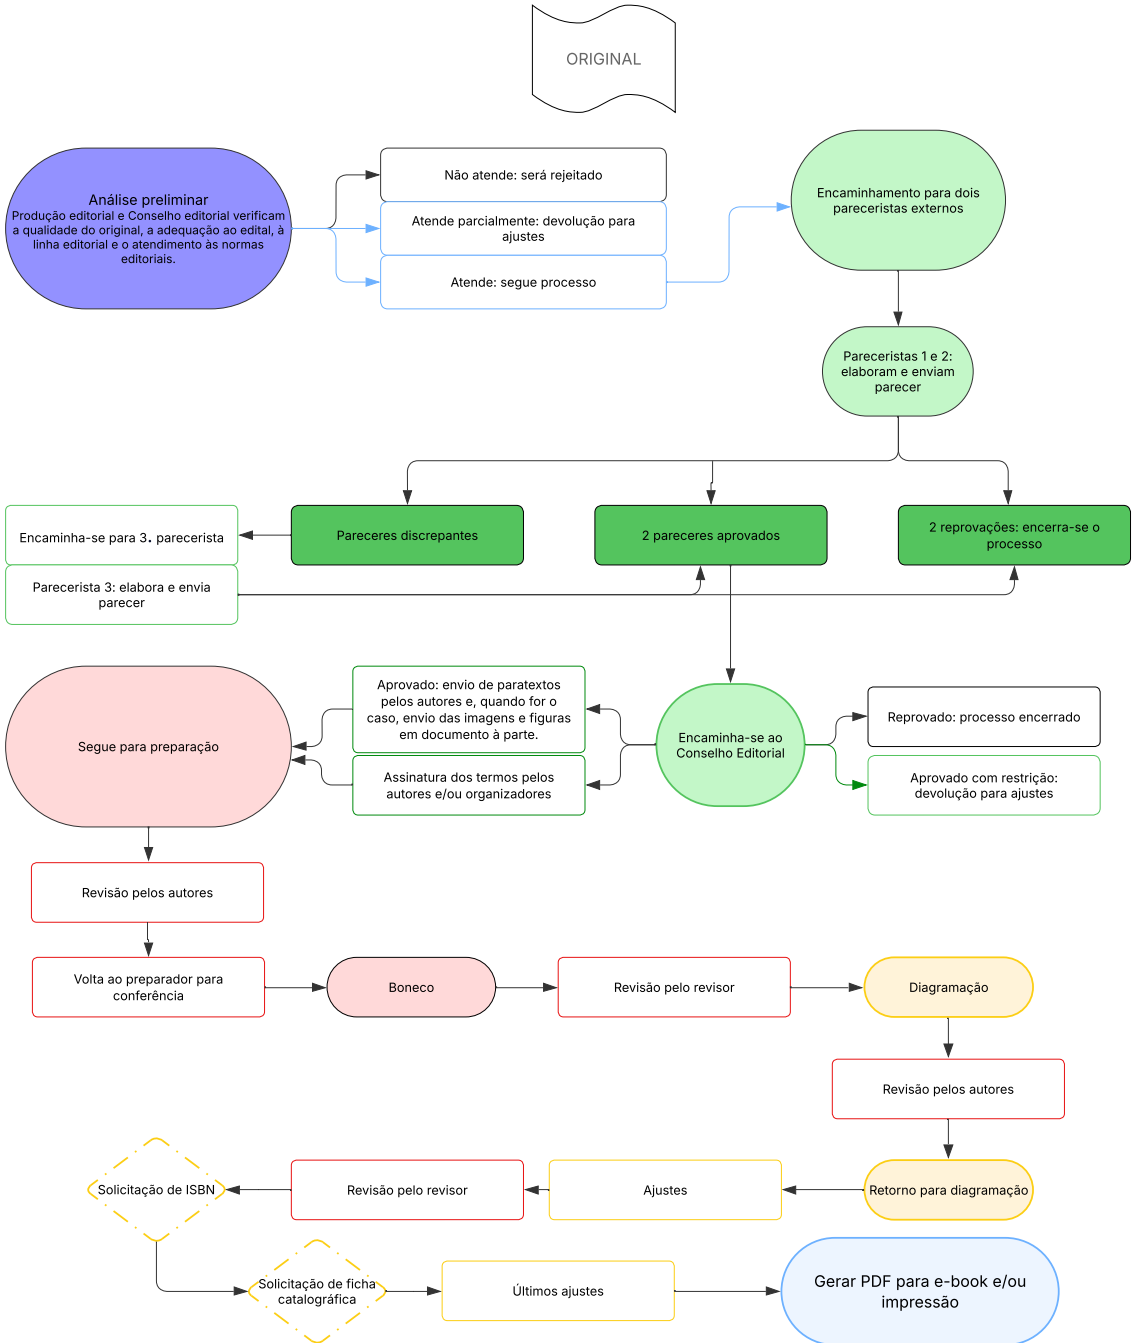 ORIGINAL
Análise preliminar
Produção editorial e Conselho editorial verificam
a qualidade do original, a adequação ao edital, à
linha editorial e o atendimento às normas
editoriais.
Não atende: será rejeitado
Atende parcialmente: devolução para
ajustes
Atende: segue processo
Encaminhamento para dois
pareceristas externos
Pareceristas 1 e 2:
elaboram e enviam
parecer
Encaminha-se para 3. parecerista
Pareceres discrepantes
2 pareceres aprovados
2 reprovações: encerra-se o
processo
Parecerista 3: elabora e envia
parecer
Segue para preparação
Aprovado: envio de paratextos
pelos autores e, quando for o
caso, envio das imagens e figuras
em documento à parte.
Assinatura dos termos pelos
autores e/ou organizadores
Encaminha-se ao
Conselho Editorial
Reprovado: processo encerrado
Aprovado com restrição:
devolução para ajustes
Revisão pelos autores
Volta ao preparador para
conferência
Boneco
Revisão pelo revisor
Diagramação
Revisão pelos autores
Solicitação de ISBN
Revisão pelo revisor
Ajustes
Retorno para diagramação
Solicitação de ficha
catalográfica
Últimos ajustes
Gerar PDF para e-book e/ou
impressão